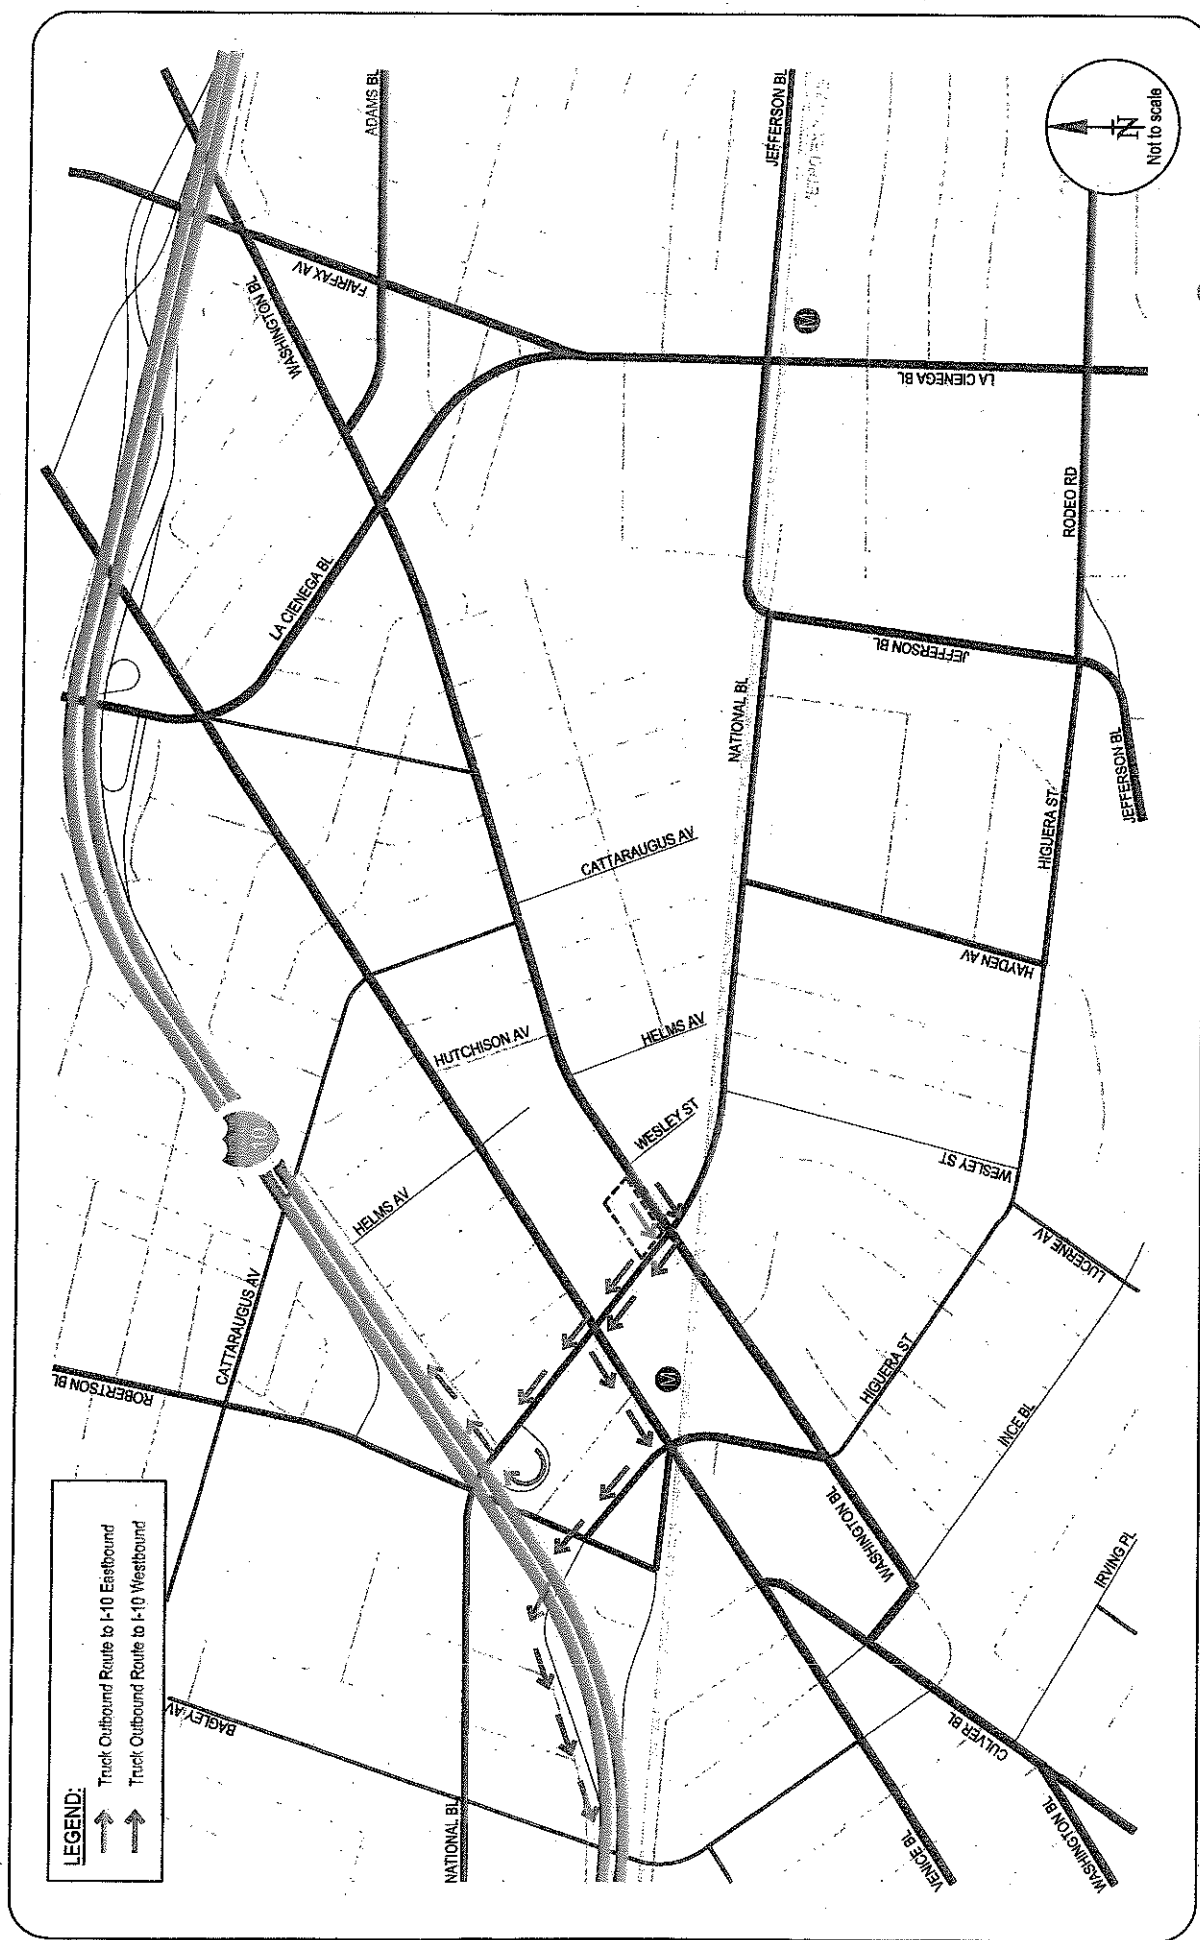 LEGEND:
Truck Outbound Route to I-10 Eastbound
Truck Outbound Route to I-10 Westbound
ROBERTSON BL
CATTARAUGUS AV
BAGLEY AV
NATIONAL BL
HELMS AV
10
HUTCHISON AV
CATTARAUGUS AV
LA CIENEGA BL
WASHINGTON BL
FAIRFAX AV
ADAMS BL
JEFFERSON BL
M
LA CIENEGA BL
RODEO RD
JEFFERSON BL
JEFFERSON BL
NATIONAL BL
HIGUERA ST
HAYDEN AV
HELMS AV
WESLEY ST
WESLEY ST
LUCERNE AV
HIGUERA ST
INCE BL
M
WASHINGTON BL
IRVING PL
CULVER BL
VENICE BL
WASHINGTON BL
N
Not to scale